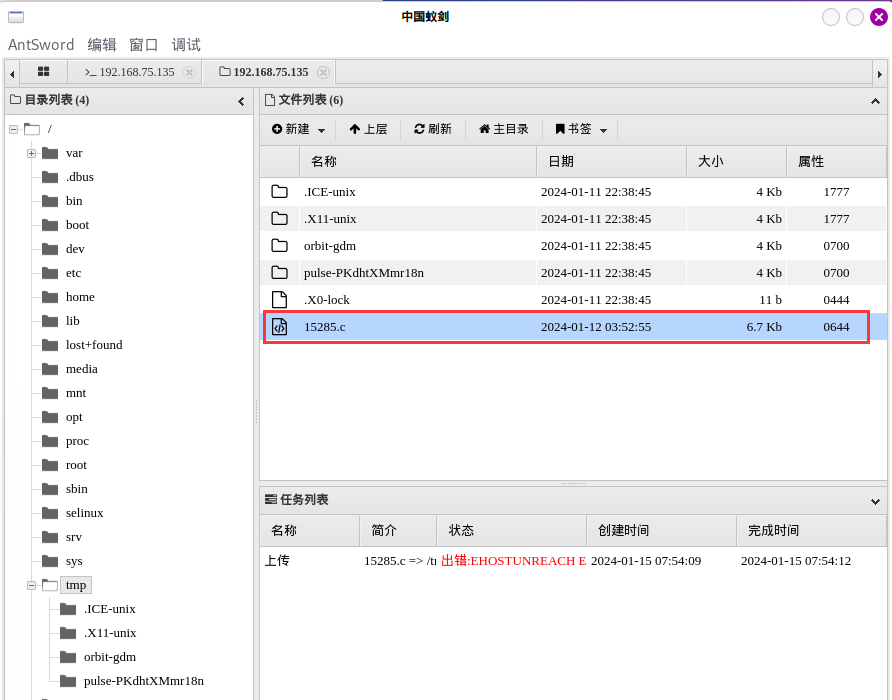 中国蚁剑
AntSword 编辑 窗口 调试
192.168.75.135 192.168.75.135
目录列表 (4)
/
var
.dbus
bin
boot
dev
etc
home
lib
lost+found
media
mnt
opt
proc
root
sbin
selinux
srv
sys
tmp
.ICE-unix
.X11-unix
orbit-gdm
pulse-PKdhtXMmr18n
文件列表 (6)
新建 上层 刷新 主目录 书签
名称 日期 大小 属性
.ICE-unix 2024-01-11 22:38:45 4 Kb 1777
.X11-unix 2024-01-11 22:38:45 4 Kb 1777
orbit-gdm 2024-01-11 22:38:45 4 Kb 0700
pulse-PKdhtXMmr18n 2024-01-11 22:38:45 4 Kb 0700
.X0-lock 2024-01-11 22:38:45 11 b 0444
15285.c 2024-01-12 03:52:55 6.7 Kb 0644
任务列表
名称 简介 状态 创建时间 完成时间
上传 15285.c => /t 出错:EHOSTUNREACH E 2024-01-15 07:54:09 2024-01-15 07:54:12